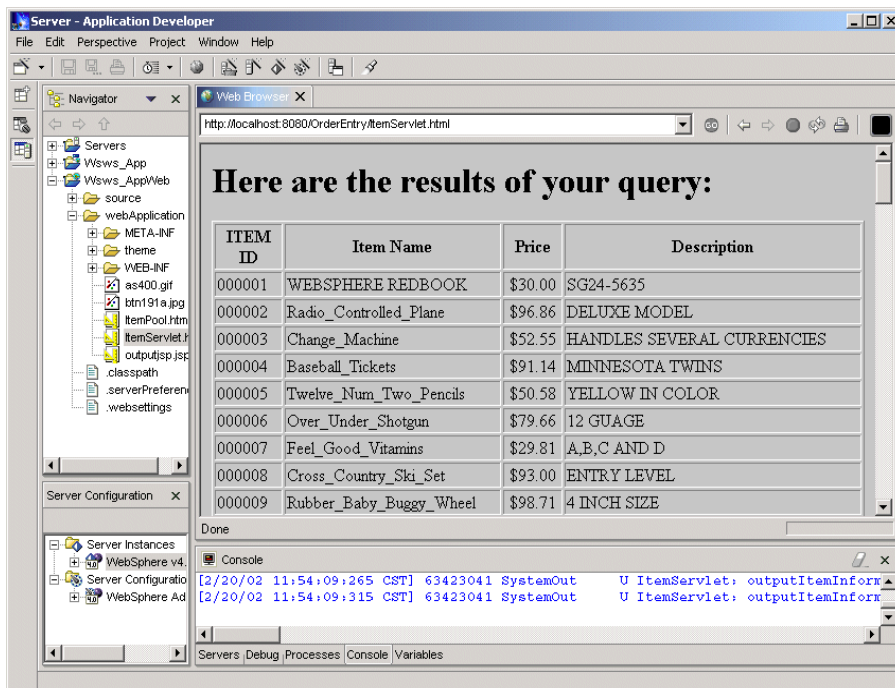 Server - Application Developer
File Edit Perspective Project Window Help
Navigator
Servers
Wsws_App
Wsws_AppWeb
source
webApplication
META-INF
theme
WEB-INF
as400.gif
btn191a.jpg
ItemPool.htm
ItemServlet.h
outputjsp.jsp
.classpath
.serverPreferen
.websettings
Server Configuration
Server Instances
WebSphere v4.
Server Configuratio
WebSphere Ad
Web Browser
http://localhost:8080/OrderEntry/ItemServlet.html
GO
Here are the results of your query:
ITEM ID Item Name Price Description
000001 WEBSPHERE REDBOOK $30.00 SG24-5635
000002 Radio_Controlled_Plane $96.86 DELUXE MODEL
000003 Change_Machine $52.55 HANDLES SEVERAL CURRENCIES
000004 Baseball_Tickets $91.14 MINNESOTA TWINS
000005 Twelve_Num_Two_Pencils $50.58 YELLOW IN COLOR
000006 Over_Under_Shotgun $79.66 12 GUAGE
000007 Feel_Good_Vitamins $29.81 A,B,C AND D
000008 Cross_Country_Ski_Set $93.00 ENTRY LEVEL
000009 Rubber_Baby_Buggy_Wheel $98.71 4 INCH SIZE
Done
Console
[2/20/02 11:54:09:265 CST] 63423041 SystemOut U ItemServlet: outputItemInform
[2/20/02 11:54:09:315 CST] 63423041 SystemOut U ItemServlet: outputItemInform
Servers Debug Processes Console Variables